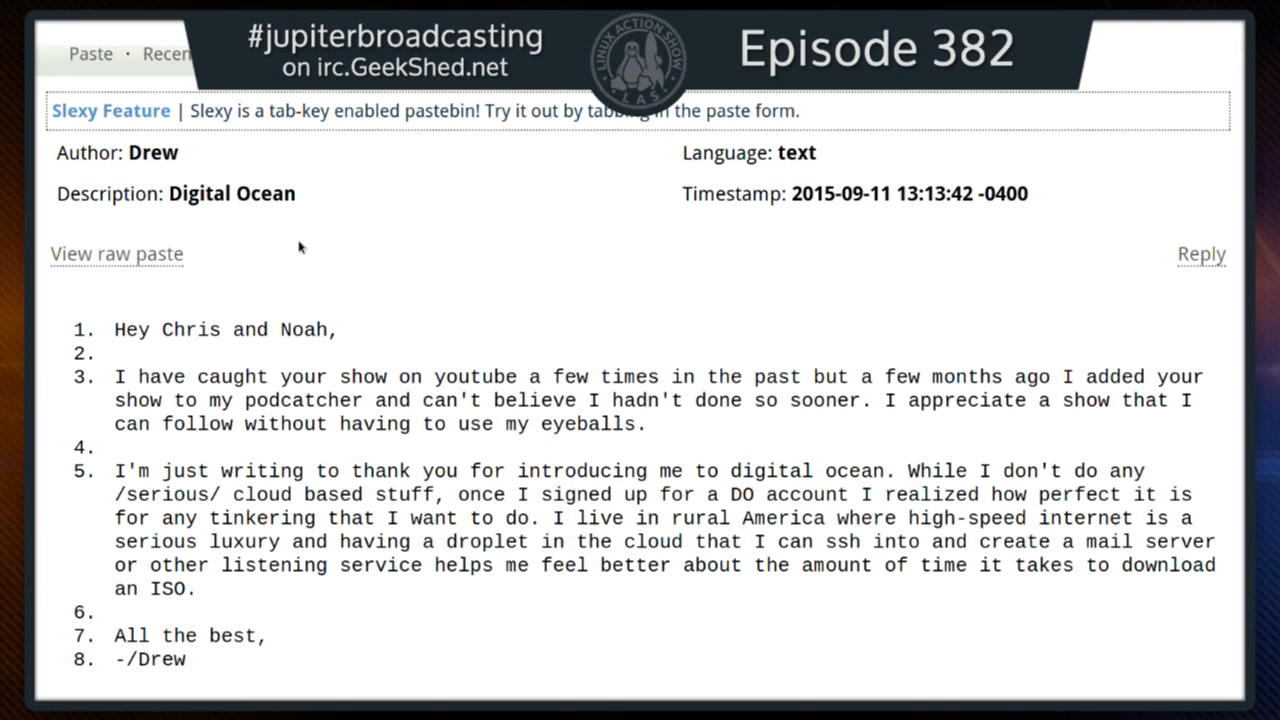 #jupiterbroadcasting
on irc.GeekShed.net
LINUX ACTION SHOW
L A S
Episode 382
Paste · Recen
Slexy Feature | Slexy is a tab-key enabled pastebin! Try it out by tabbing in the paste form.
Author: Drew
Language: text
Description: Digital Ocean
Timestamp: 2015-09-11 13:13:42 -0400
View raw paste
Reply
1. Hey Chris and Noah,
2.
3. I have caught your show on youtube a few times in the past but a few months ago I added your
show to my podcatcher and can't believe I hadn't done so sooner. I appreciate a show that I
can follow without having to use my eyeballs.
4.
5. I'm just writing to thank you for introducing me to digital ocean. While I don't do any
/serious/ cloud based stuff, once I signed up for a DO account I realized how perfect it is
for any tinkering that I want to do. I live in rural America where high-speed internet is a
serious luxury and having a droplet in the cloud that I can ssh into and create a mail server
or other listening service helps me feel better about the amount of time it takes to download
an ISO.
6.
7. All the best,
8. -/Drew